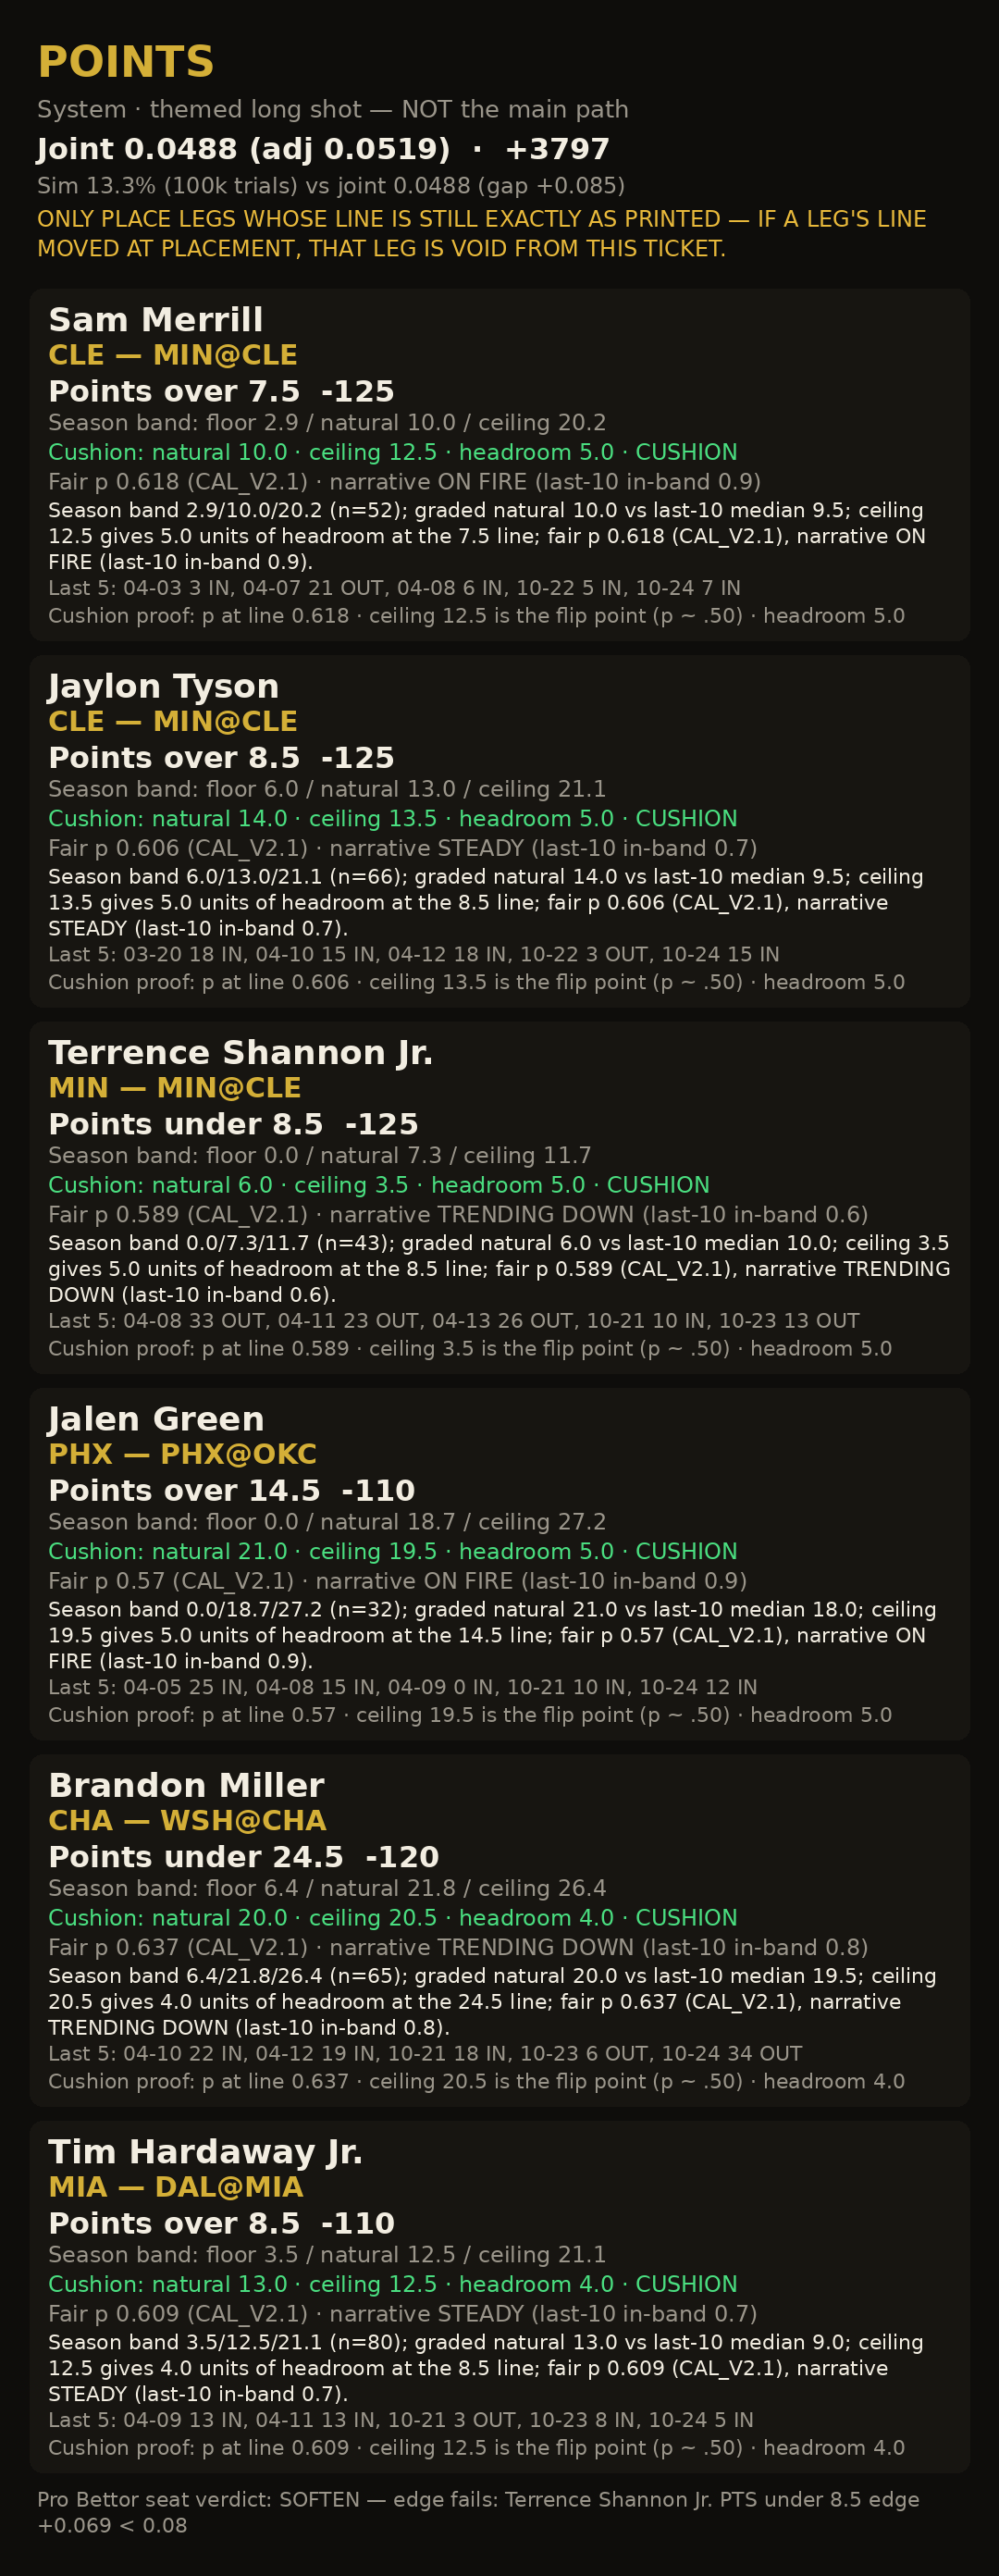 POINTS
System · themed long shot — NOT the main path
Joint 0.0488 (adj 0.0519)  ·  +3797
Sim 13.3% (100k trials) vs joint 0.0488 (gap +0.085)
ONLY PLACE LEGS WHOSE LINE IS STILL EXACTLY AS PRINTED — IF A LEG'S LINE
MOVED AT PLACEMENT, THAT LEG IS VOID FROM THIS TICKET.
Sam Merrill
CLE — MIN@CLE
Points over 7.5  -125
Season band: floor 2.9 / natural 10.0 / ceiling 20.2
Cushion: natural 10.0 · ceiling 12.5 · headroom 5.0 · CUSHION
Fair p 0.618 (CAL_V2.1) · narrative ON FIRE (last-10 in-band 0.9)
Season band 2.9/10.0/20.2 (n=52); graded natural 10.0 vs last-10 median 9.5; ceiling
12.5 gives 5.0 units of headroom at the 7.5 line; fair p 0.618 (CAL_V2.1), narrative ON
FIRE (last-10 in-band 0.9).
Last 5: 04-03 3 IN, 04-07 21 OUT, 04-08 6 IN, 10-22 5 IN, 10-24 7 IN
Cushion proof: p at line 0.618 · ceiling 12.5 is the flip point (p ~ .50) · headroom 5.0
Jaylon Tyson
CLE — MIN@CLE
Points over 8.5  -125
Season band: floor 6.0 / natural 13.0 / ceiling 21.1
Cushion: natural 14.0 · ceiling 13.5 · headroom 5.0 · CUSHION
Fair p 0.606 (CAL_V2.1) · narrative STEADY (last-10 in-band 0.7)
Season band 6.0/13.0/21.1 (n=66); graded natural 14.0 vs last-10 median 9.5; ceiling
13.5 gives 5.0 units of headroom at the 8.5 line; fair p 0.606 (CAL_V2.1), narrative
STEADY (last-10 in-band 0.7).
Last 5: 03-20 18 IN, 04-10 15 IN, 04-12 18 IN, 10-22 3 OUT, 10-24 15 IN
Cushion proof: p at line 0.606 · ceiling 13.5 is the flip point (p ~ .50) · headroom 5.0
Terrence Shannon Jr.
MIN — MIN@CLE
Points under 8.5  -125
Season band: floor 0.0 / natural 7.3 / ceiling 11.7
Cushion: natural 6.0 · ceiling 3.5 · headroom 5.0 · CUSHION
Fair p 0.589 (CAL_V2.1) · narrative TRENDING DOWN (last-10 in-band 0.6)
Season band 0.0/7.3/11.7 (n=43); graded natural 6.0 vs last-10 median 10.0; ceiling 3.5
gives 5.0 units of headroom at the 8.5 line; fair p 0.589 (CAL_V2.1), narrative TRENDING
DOWN (last-10 in-band 0.6).
Last 5: 04-08 33 OUT, 04-11 23 OUT, 04-13 26 OUT, 10-21 10 IN, 10-23 13 OUT
Cushion proof: p at line 0.589 · ceiling 3.5 is the flip point (p ~ .50) · headroom 5.0
Jalen Green
PHX — PHX@OKC
Points over 14.5  -110
Season band: floor 0.0 / natural 18.7 / ceiling 27.2
Cushion: natural 21.0 · ceiling 19.5 · headroom 5.0 · CUSHION
Fair p 0.57 (CAL_V2.1) · narrative ON FIRE (last-10 in-band 0.9)
Season band 0.0/18.7/27.2 (n=32); graded natural 21.0 vs last-10 median 18.0; ceiling
19.5 gives 5.0 units of headroom at the 14.5 line; fair p 0.57 (CAL_V2.1), narrative ON
FIRE (last-10 in-band 0.9).
Last 5: 04-05 25 IN, 04-08 15 IN, 04-09 0 IN, 10-21 10 IN, 10-24 12 IN
Cushion proof: p at line 0.57 · ceiling 19.5 is the flip point (p ~ .50) · headroom 5.0
Brandon Miller
CHA — WSH@CHA
Points under 24.5  -120
Season band: floor 6.4 / natural 21.8 / ceiling 26.4
Cushion: natural 20.0 · ceiling 20.5 · headroom 4.0 · CUSHION
Fair p 0.637 (CAL_V2.1) · narrative TRENDING DOWN (last-10 in-band 0.8)
Season band 6.4/21.8/26.4 (n=65); graded natural 20.0 vs last-10 median 19.5; ceiling
20.5 gives 4.0 units of headroom at the 24.5 line; fair p 0.637 (CAL_V2.1), narrative
TRENDING DOWN (last-10 in-band 0.8).
Last 5: 04-10 22 IN, 04-12 19 IN, 10-21 18 IN, 10-23 6 OUT, 10-24 34 OUT
Cushion proof: p at line 0.637 · ceiling 20.5 is the flip point (p ~ .50) · headroom 4.0
Tim Hardaway Jr.
MIA — DAL@MIA
Points over 8.5  -110
Season band: floor 3.5 / natural 12.5 / ceiling 21.1
Cushion: natural 13.0 · ceiling 12.5 · headroom 4.0 · CUSHION
Fair p 0.609 (CAL_V2.1) · narrative STEADY (last-10 in-band 0.7)
Season band 3.5/12.5/21.1 (n=80); graded natural 13.0 vs last-10 median 9.0; ceiling
12.5 gives 4.0 units of headroom at the 8.5 line; fair p 0.609 (CAL_V2.1), narrative
STEADY (last-10 in-band 0.7).
Last 5: 04-09 13 IN, 04-11 13 IN, 10-21 3 OUT, 10-23 8 IN, 10-24 5 IN
Cushion proof: p at line 0.609 · ceiling 12.5 is the flip point (p ~ .50) · headroom 4.0
Pro Bettor seat verdict: SOFTEN — edge fails: Terrence Shannon Jr. PTS under 8.5 edge
+0.069 < 0.08